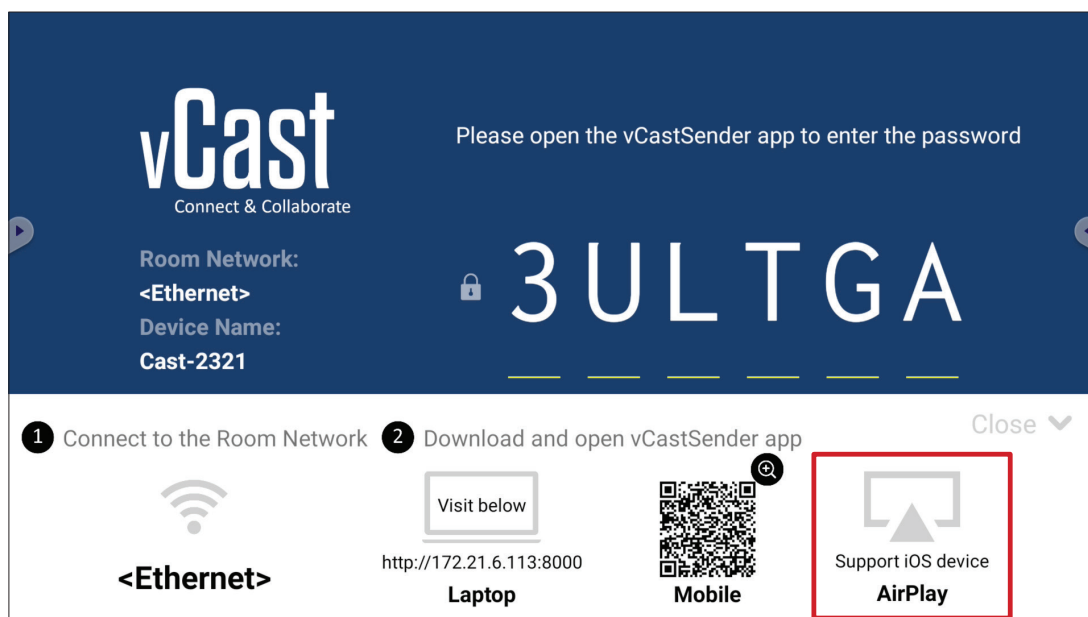 vCast
Connect & Collaborate
Please open the vCastSender app to enter the password
Room Network:
<Ethernet>
Device Name:
Cast-2321
3ULTGA
Close
1 Connect to the Room Network
2 Download and open vCastSender app
<Ethernet>
Visit below
http://172.21.6.113:8000
Laptop
Mobile
Support iOS device
AirPlay